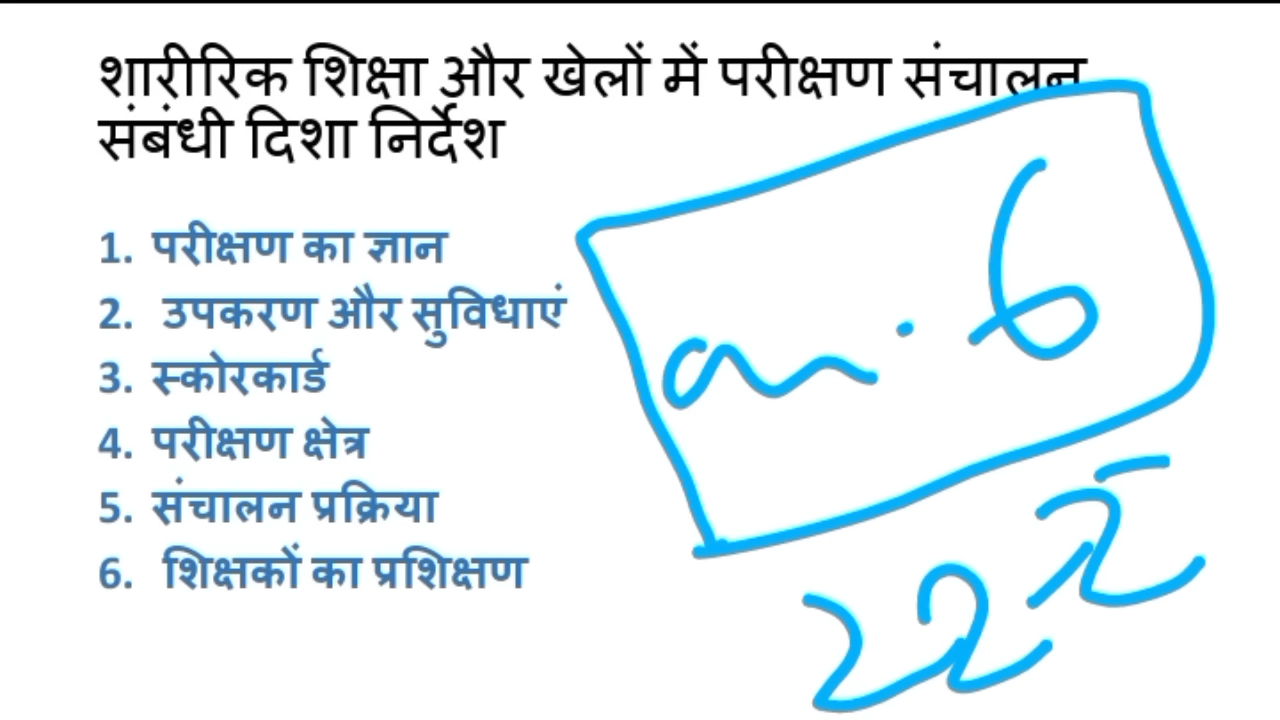 शारीरिक शिक्षा और खेलों में परीक्षण संचालन
संबंधी दिशा निर्देश
1. परीक्षण का ज्ञान
2. उपकरण और सुविधाएं
3. स्कोरकार्ड
4. परीक्षण क्षेत्र
5. संचालन प्रक्रिया
6. शिक्षकों का प्रशिक्षण
6